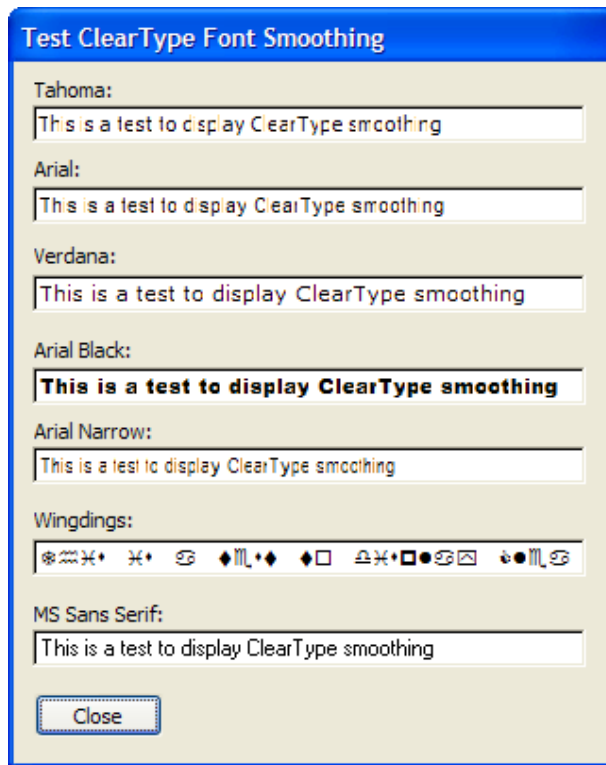 Test ClearType Font Smoothing
Tahoma:
This is a test to display ClearType smoothing
Arial:
This is a test to display ClearType smoothing
Verdana:
This is a test to display ClearType smoothing
Arial Black:
This is a test to display ClearType smoothing
Arial Narrow:
This is a test to display ClearType smoothing
Wingdings:
❄♒♓⬧ ♓⬧ ♋ ⧫♏⬧⧫ ⧫□ ♎♓⬧◻●♋⍓
MS Sans Serif:
This is a test to display ClearType smoothing
Close